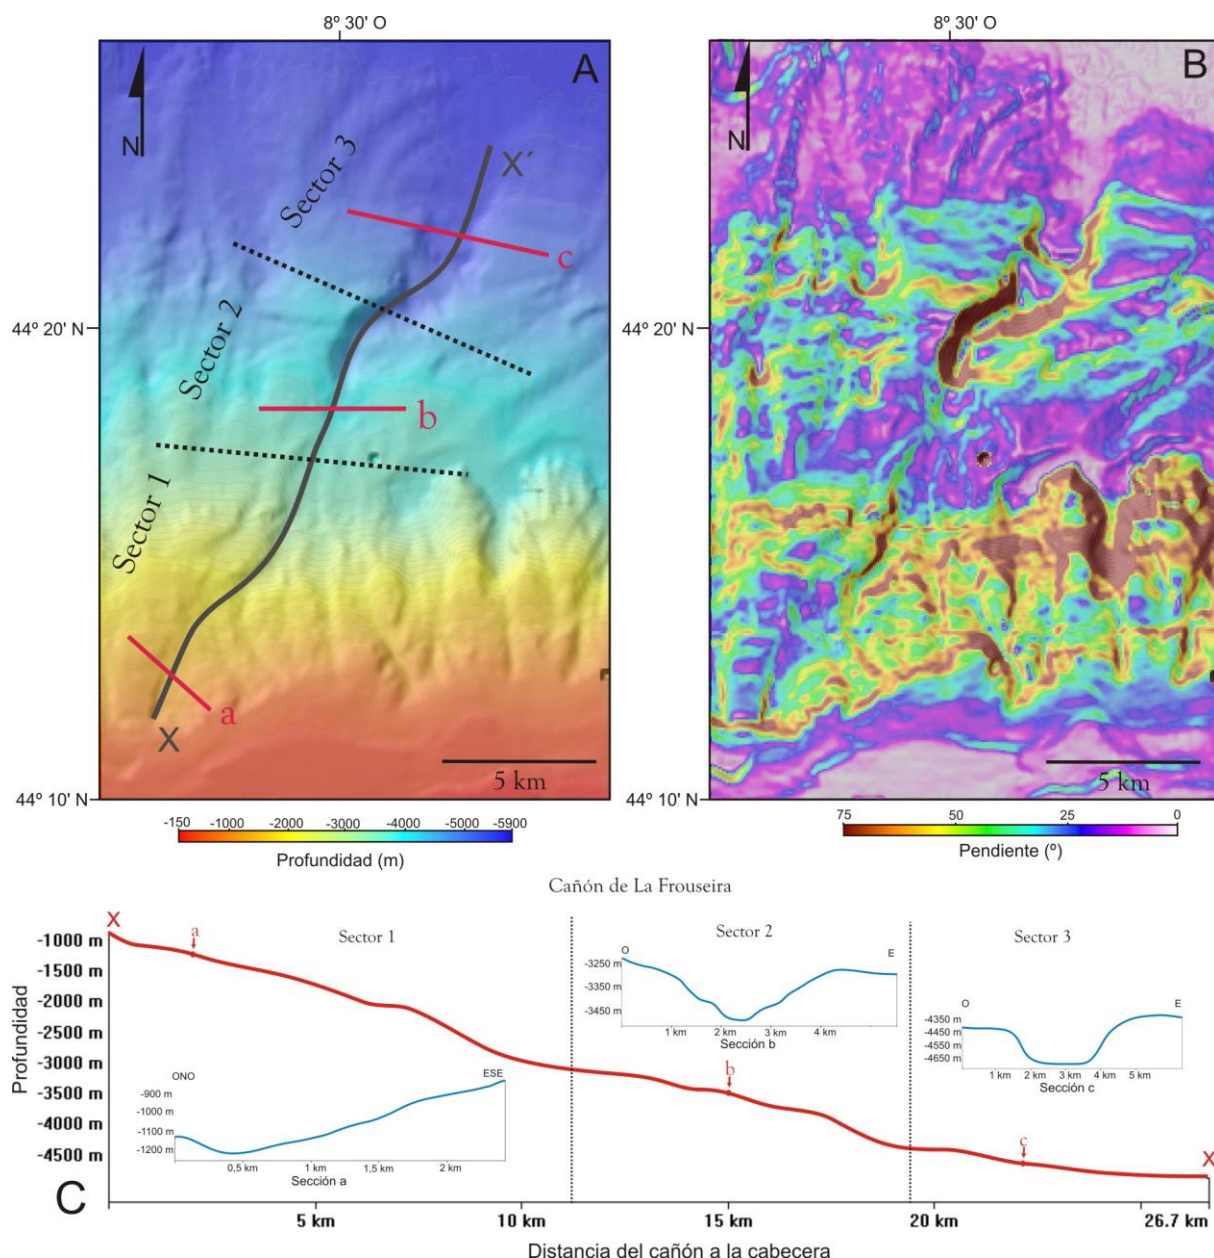 8º 30´ O
8º 30´ O
A
B
N
N
Sector 3
X´
c
44º 20´ N
44º 20´ N
Sector 2
b
Sector 1
a
X
5 km
5 km
44º 10´ N
44º 10´ N
-150 -1000 -2000 -3000 -4000 -5000 -5900
Profundidad (m)
75 50 25 0
Pendiente (º)
Cañón de La Frouseira
X
Sector 1
Sector 2
Sector 3
Profundidad
-1000 m
-1500 m
-2000 m
-2500 m
-3000 m
-3500 m
-4000 m
-4500 m
a
O
E
-3250 m
-3350 m
-3450 m
1 km 2 km 3 km 4 km
Sección b
O
E
-4350 m
-4450 m
-4550 m
-4650 m
1 km 2 km 3 km 4 km 5 km
Sección c
ONO
ESE
-900 m
-1000 m
-1100 m
-1200 m
0,5 km 1 km 1,5 km 2 km
Sección a
b
c
X
C
5 km 10 km 15 km 20 km 26.7 km
Distancia del cañón a la cabecera